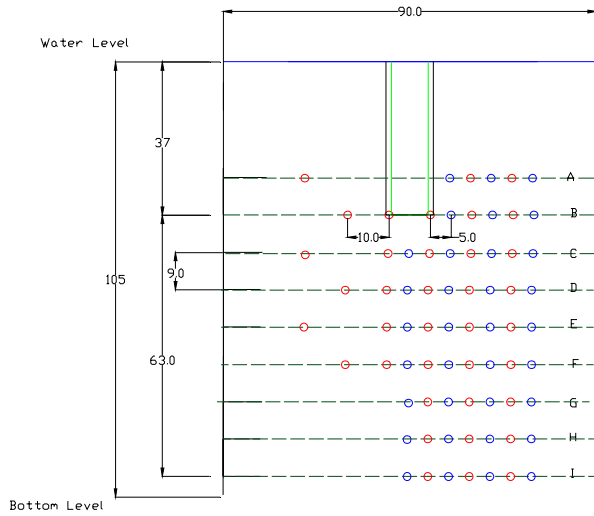 90.0
Water Level
37
A
B
10.0
5.0
C
9.0
105
D
E
63.0
F
G
H
I
Bottom Level